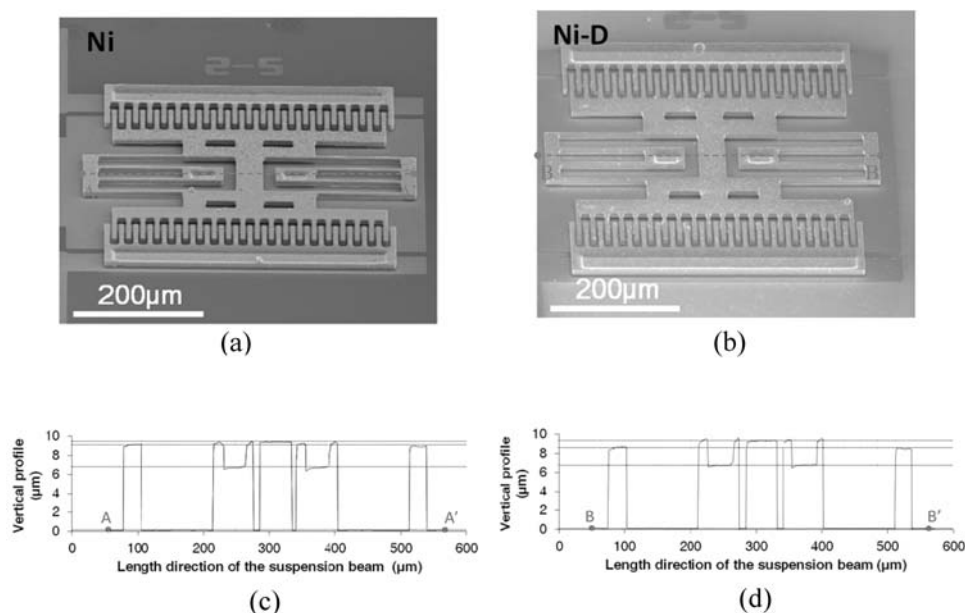 Ni
S-2
200µm
(a)
Ni-D
B
B'
200µm
(b)
Vertical profile
(µm)
10
8
6
4
2
0
A
A'
0
100
200
300
400
500
600
Length direction of the suspension beam (µm)
(c)
Vertical profile
(µm)
10
8
6
4
2
0
B
B'
0
100
200
300
400
500
600
Length direction of the suspension beam (µm)
(d)